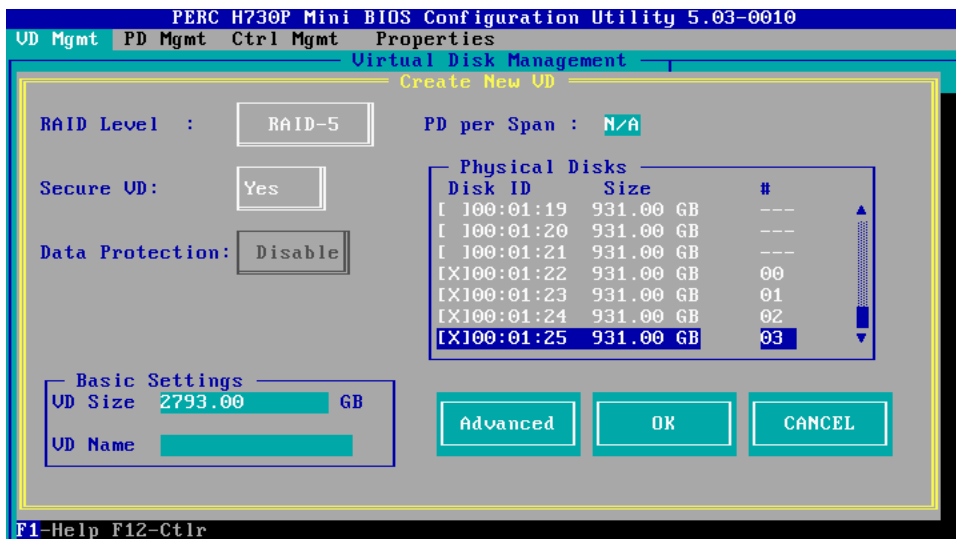 PERC H730P Mini BIOS Configuration Utility 5.03-0010
VD Mgmt PD Mgmt Ctrl Mgmt Properties
Virtual Disk Management
Create New VD
RAID Level : RAID-5 PD per Span : N/A
Physical Disks
Secure VD: Yes
Disk ID Size #
[ ]00:01:19 931.00 GB ---
[ ]00:01:20 931.00 GB ---
Data Protection: Disable
[ ]00:01:21 931.00 GB ---
[X]00:01:22 931.00 GB 00
[X]00:01:23 931.00 GB 01
[X]00:01:24 931.00 GB 02
[X]00:01:25 931.00 GB 03
Basic Settings
VD Size 2793.00 GB
VD Name
Advanced OK CANCEL
F1-Help F12-Ctlr